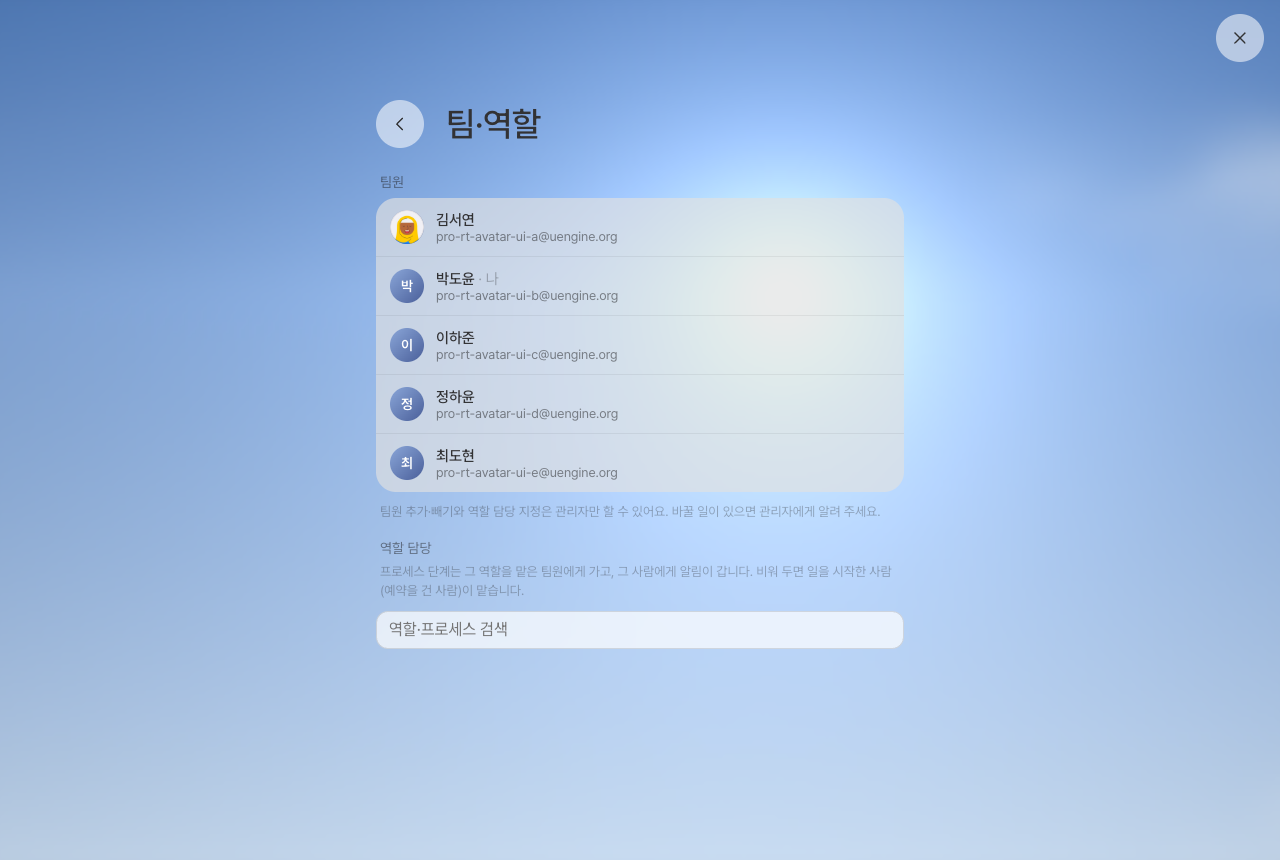 팀·역할
팀원
김서연
pro-rt-avatar-ui-a@uengine.org
박
박도윤 · 나
pro-rt-avatar-ui-b@uengine.org
이
이하준
pro-rt-avatar-ui-c@uengine.org
정
정하윤
pro-rt-avatar-ui-d@uengine.org
최
최도현
pro-rt-avatar-ui-e@uengine.org
팀원 추가·빼기와 역할 담당 지정은 관리자만 할 수 있어요. 바꿀 일이 있으면 관리자에게 알려 주세요.
역할 담당
프로세스 단계는 그 역할을 맡은 팀원에게 가고, 그 사람에게 알림이 갑니다. 비워 두면 일을 시작한 사람
(예약을 건 사람)이 맡습니다.
역할·프로세스 검색